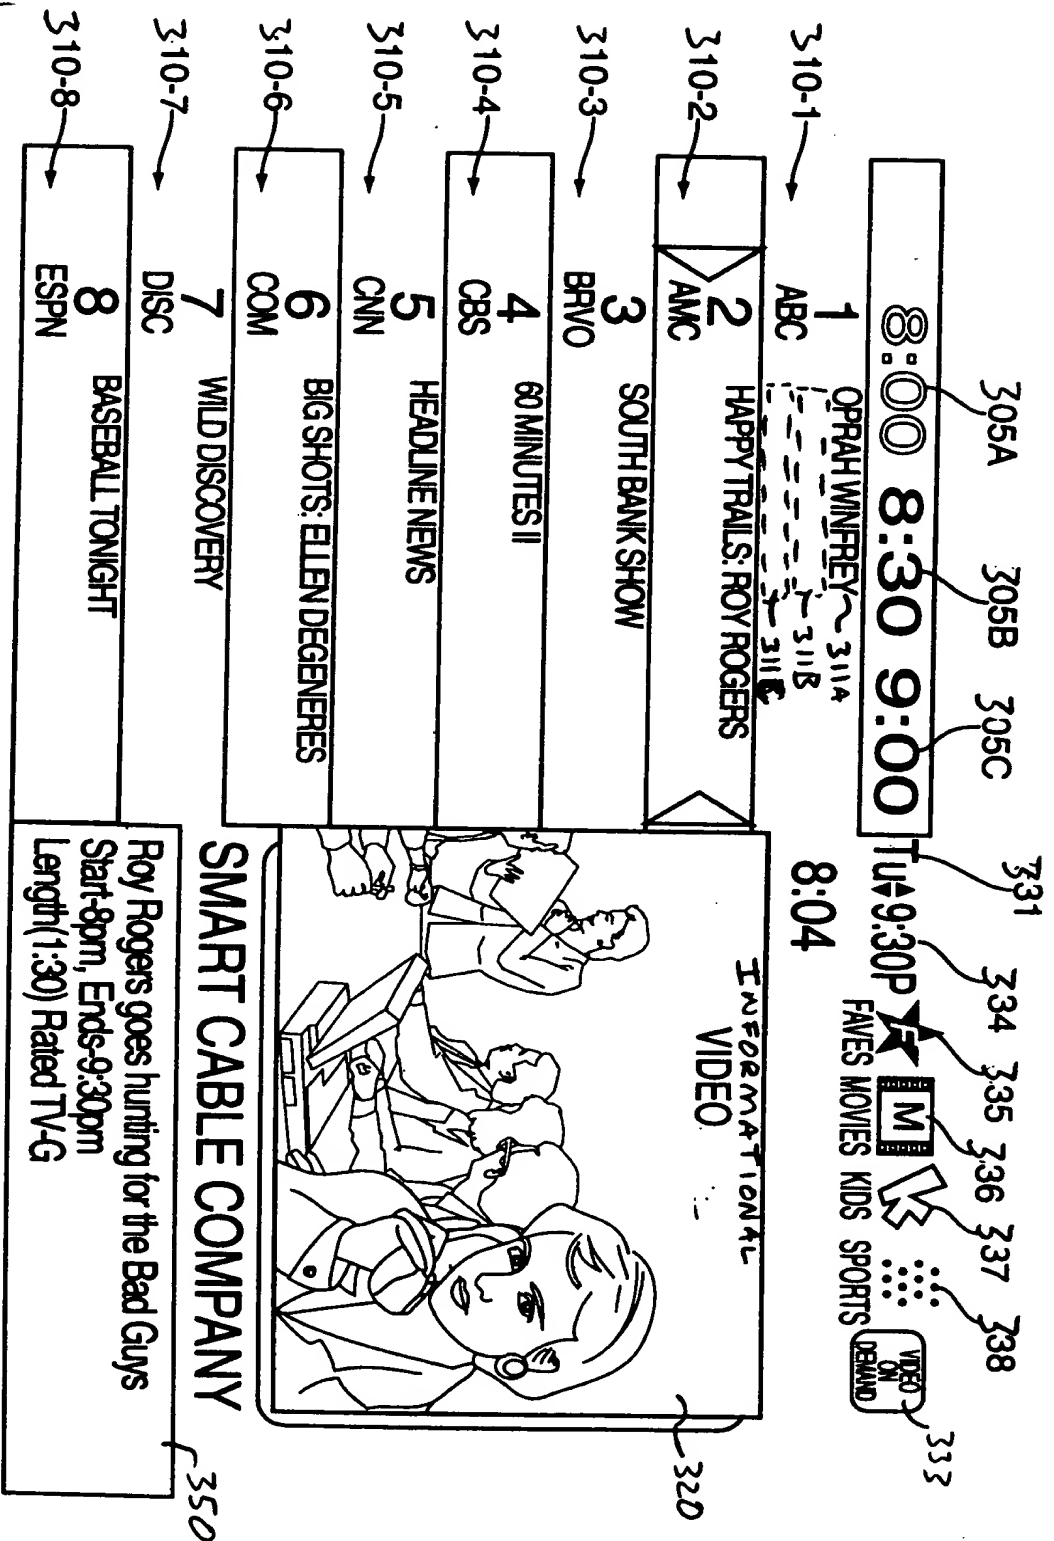 305A 305B 305C 331 334 335 336 337 338 333
8:00 8:30 9:00 Tu 9:30P F M K VIDEO ON DEMAND
FAVES MOVIES KIDS SPORTS
310-1 1 ABC OPRAH WINFREY 311A
311B
8:04
310-2 2 AMC HAPPY TRAILS: ROY ROGERS
310-3 3 BRVO SOUTH BANK SHOW
310-4 4 CBS 60 MINUTES II
310-5 5 CNN HEADLINE NEWS
310-6 6 COM BIG SHOTS: ELLEN DEGENERES
310-7 7 DISC WILD DISCOVERY
310-8 8 ESPN BASEBALL TONIGHT
INFORMATIONAL
VIDEO
320
SMART CABLE COMPANY
Roy Rogers goes hunting for the Bad Guys
Start-8pm, Ends-9:30pm
Length(1:30) Rated TV-G
350